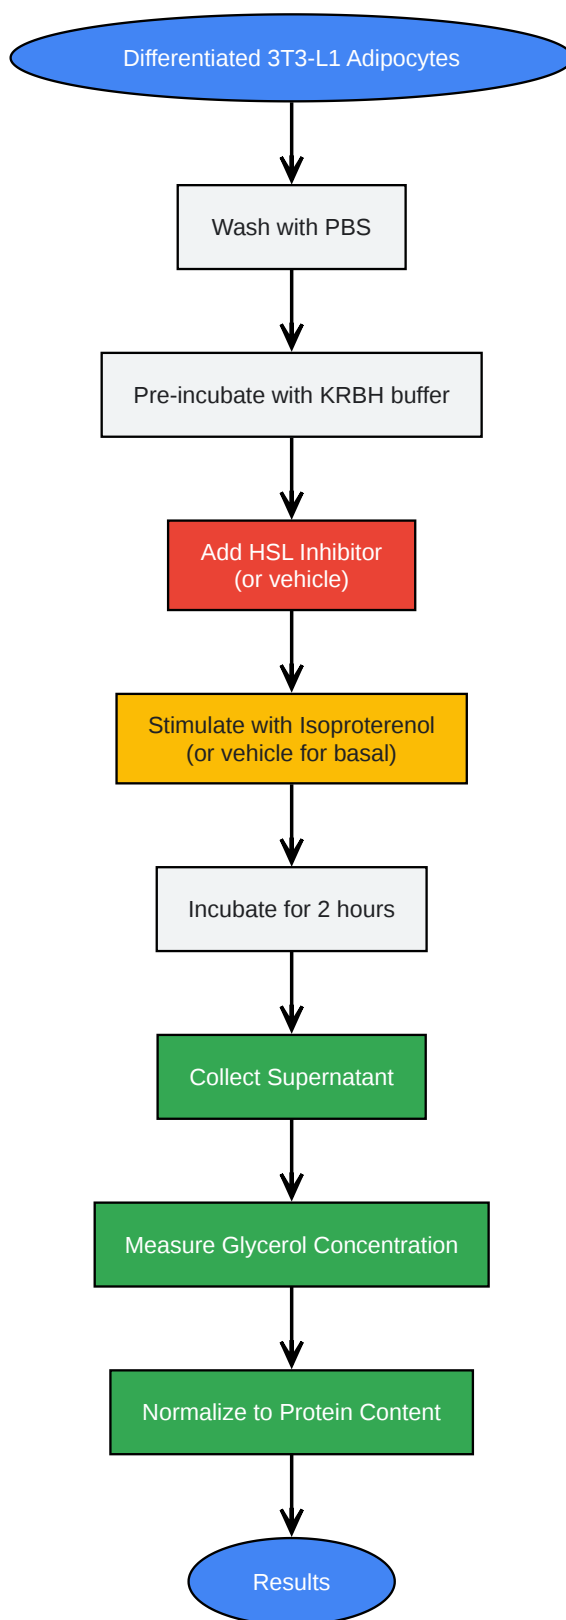 Differentiated 3T3-L1 Adipocytes
Wash with PBS
Pre-incubate with KRBH buffer
Add HSL Inhibitor
(or vehicle)
Stimulate with Isoproterenol
(or vehicle for basal)
Incubate for 2 hours
Collect Supernatant
Measure Glycerol Concentration
Normalize to Protein Content
Results